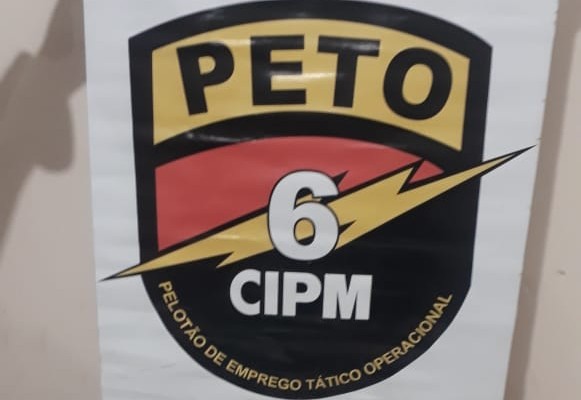 PETO
6
CIPM
PELOTÃO DE EMPREGO TÁTICO OPERACIONAL